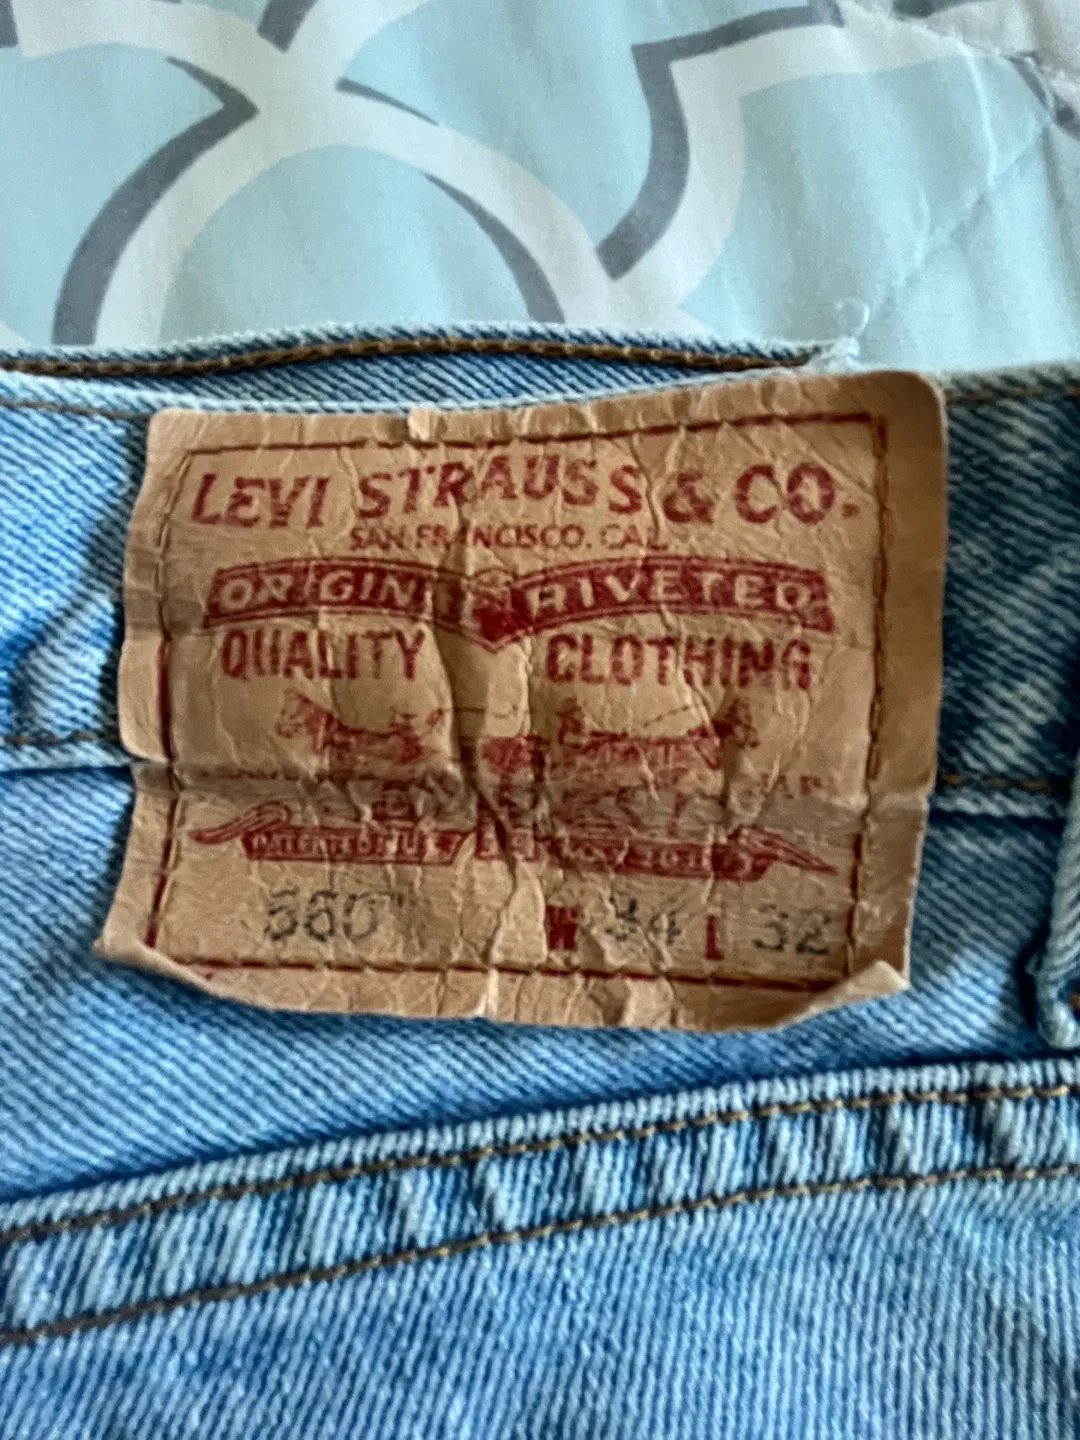 LEVI STRAUSS & CO.
SAN FRANCISCO, CAL.
ORIGINAL RIVETED
QUALITY CLOTHING
W 34 L 32